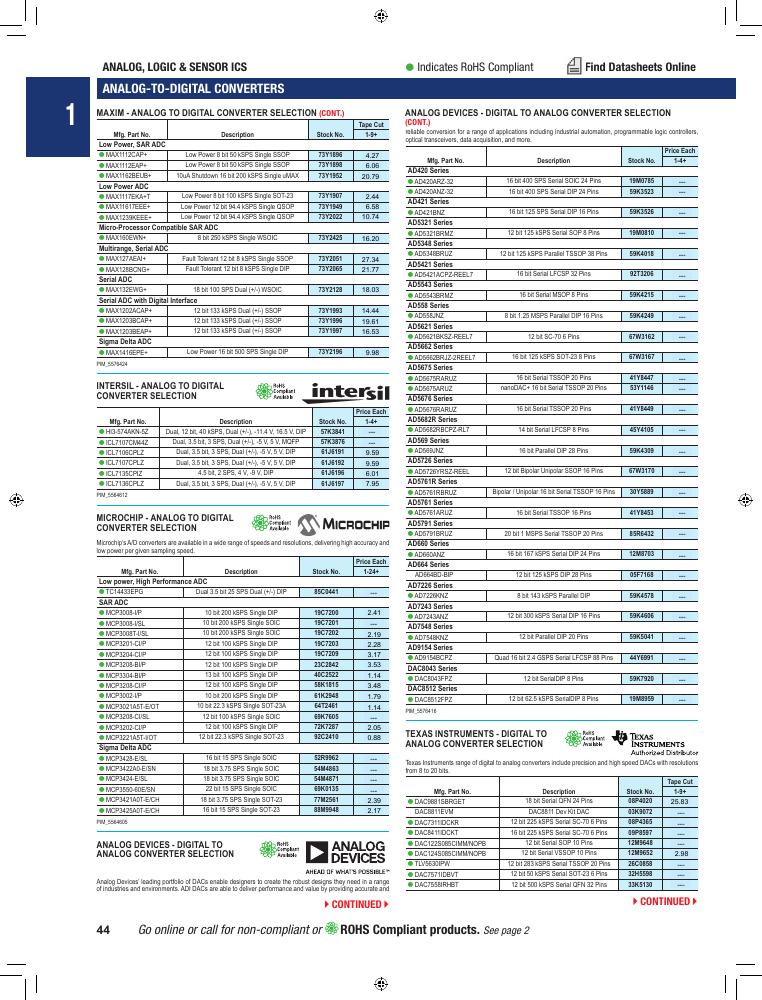 ANALOG, LOGIC & SENSOR ICS
Indicates RoHS Compliant
Find Datasheets Online
1
ANALOG-TO-DIGITAL CONVERTERS
MAXIM - ANALOG TO DIGITAL CONVERTER SELECTION (CONT.)
Tape Cut
Mfg. Part No. Description Stock No. 1-9+
Low Power, SAR ADC
MAX1112CAP+ Low Power 8 bit 50 kSPS Single SSOP 73Y1896 4.27
MAX1112EAP+ Low Power 8 bit 50 kSPS Single SSOP 73Y1898 6.06
MAX1162BEUB+ 10uA Shutdown 16 bit 200 kSPS Single uMAX 73Y1952 20.79
Low Power ADC
MAX1117EKA+T Low Power 8 bit 100 kSPS Single SOT-23 73Y1907 2.44
MAX11617EEE+ Low Power 12 bit 94.4 kSPS Single QSOP 73Y1949 6.58
MAX1239KEEE+ Low Power 12 bit 94.4 kSPS Single QSOP 73Y2022 10.74
Micro-Processor Compatible SAR ADC
MAX160EWN+ 8 bit 250 kSPS Single WSOIC 73Y2425 16.20
Multirange, Serial ADC
MAX127AEAI+ Fault Tolerant 12 bit 8 kSPS Single SSOP 73Y2051 27.34
MAX128BCNG+ Fault Tolerant 12 bit 8 kSPS Single DIP 73Y2065 21.77
Serial ADC
MAX132EWG+ 18 bit 100 SPS Dual (+/-) WSOIC 73Y2128 18.03
Serial ADC with Digital Interface
MAX1202ACAP+ 12 bit 133 kSPS Dual (+/-) SSOP 73Y1993 14.44
MAX1203BCAP+ 12 bit 133 kSPS Dual (+/-) SSOP 73Y1996 19.61
MAX1203BEAP+ 12 bit 133 kSPS Dual (+/-) SSOP 73Y1997 16.53
Sigma Delta ADC
MAX1416EPE+ Low Power 16 bit 500 SPS Single DIP 73Y2196 9.98
PIM_5576424
INTERSIL - ANALOG TO DIGITAL
CONVERTER SELECTION
RoHS
Compliant
Available
intersil
Price Each
Mfg. Part No. Description Stock No. 1-4+
HI3-574AKN-5Z Dual, 12 bit, 40 kSPS, Dual (+/-), -11.4 V, 16.5 V, DIP 57K3841 ---
ICL7107CM44Z Dual, 3.5 bit, 3 SPS, Dual (+/-), -5 V, 5 V, MQFP 57K3876 ---
ICL7106CPLZ Dual, 3.5 bit, 3 SPS, Dual (+/-), -5 V, 5 V, DIP 61J6191 9.59
ICL7107CPLZ Dual, 3.5 bit, 3 SPS, Dual (+/-), -5 V, 5 V, DIP 61J6192 9.59
ICL7135CPIZ 4.5 bit, 2 SPS, 4 V, -9 V, DIP 61J6196 6.01
ICL7136CPLZ Dual, 3.5 bit, 3 SPS, Dual (+/-), -5 V, 5 V, DIP 61J6197 7.95
PIM_5564612
MICROCHIP - ANALOG TO DIGITAL
CONVERTER SELECTION
RoHS
Compliant
Available
MICROCHIP
Microchip's A/D converters are available in a wide range of speeds and resolutions, delivering high accuracy and
low power per given sampling speed.
Price Each
Mfg. Part No. Description Stock No. 1-24+
Low power, High Performance ADC
TC14433EPG Dual 3.5 bit 25 SPS Dual (+/-) DIP 85C0441 ---
SAR ADC
MCP3008-I/P 10 bit 200 kSPS Single DIP 19C7200 2.41
MCP3008-I/SL 10 bit 200 kSPS Single SOIC 19C7201 ---
MCP3008T-I/SL 10 bit 200 kSPS Single SOIC 19C7202 2.19
MCP3201-CI/P 12 bit 100 kSPS Single DIP 19C7203 2.28
MCP3204-CI/P 12 bit 100 kSPS Single DIP 19C7209 3.17
MCP3208-BI/P 12 bit 100 kSPS Single DIP 23C2842 3.53
MCP3304-BI/P 13 bit 100 kSPS Single DIP 40C2522 1.14
MCP3208-CI/P 12 bit 100 kSPS Single DIP 58K1815 3.48
MCP3002-I/P 10 bit 200 kSPS Single DIP 61K2948 1.79
MCP3021A5T-E/OT 10 bit 22.3 kSPS Single SOT-23A 64T2461 1.14
MCP3208-CI/SL 12 bit 100 kSPS Single SOIC 69K7605 ---
MCP3202-CI/P 12 bit 100 kSPS Single DIP 72K7287 2.05
MCP3221A5T-I/OT 12 bit 22.3 kSPS Single SOT-23 92C2410 0.88
Sigma Delta ADC
MCP3428-E/SL 16 bit 15 SPS Single SOIC 52R9962 ---
MCP3422A0-E/SN 18 bit 3.75 SPS Single SOIC 54M4863 ---
MCP3424-E/SL 18 bit 3.75 SPS Single SOIC 54M4871 ---
MCP3550-60E/SN 22 bit 15 SPS Single SOIC 69K0135 ---
MCP3421A0T-E/CH 18 bit 3.75 SPS Single SOT-23 77M2561 2.39
MCP3425A0T-E/CH 16 bit 15 SPS Single SOT-23 88M9948 2.17
PIM_5564605
ANALOG DEVICES - DIGITAL TO
ANALOG CONVERTER SELECTION
RoHS
Compliant
Available
ANALOG
DEVICES
AHEAD OF WHAT'S POSSIBLE™
Analog Devices' leading portfolio of DACs enable designers to create the robust designs they need in a range
of industries and environments. ADI DACs are able to deliver performance and value by providing accurate and
CONTINUED
ANALOG DEVICES - DIGITAL TO ANALOG CONVERTER SELECTION
(CONT.)
reliable conversion for a range of applications including industrial automation, programmable logic controllers,
optical transceivers, data acquisition, and more.
Price Each
Mfg. Part No. Description Stock No. 1-4+
AD420 Series
AD420ARZ-32 16 bit 400 SPS Serial SOIC 24 Pins 19M0785 ---
AD420ANZ-32 16 bit 400 SPS Serial DIP 24 Pins 59K3523 ---
AD421 Series
AD421BNZ 16 bit 125 SPS Serial DIP 16 Pins 59K3526 ---
AD5321 Series
AD5321BRMZ 12 bit 125 kSPS Serial SOP 8 Pins 19M0810 ---
AD5348 Series
AD5348BRUZ 12 bit 125 kSPS Parallel TSSOP 38 Pins 59K4018 ---
AD5421 Series
AD5421ACPZ-REEL7 16 bit Serial LFCSP 32 Pins 92T3206 ---
AD5543 Series
AD5543BRMZ 16 bit Serial MSOP 8 Pins 59K4215 ---
AD558 Series
AD558JNZ 8 bit 1.25 MSPS Parallel DIP 16 Pins 59K4249 ---
AD5621 Series
AD5621BKSZ-REEL7 12 bit SC-70 6 Pins 67W3162 ---
AD5662 Series
AD5662BRJZ-2REEL7 16 bit 125 kSPS SOT-23 8 Pins 67W3167 ---
AD5675 Series
AD5675RARUZ 16 bit Serial TSSOP 20 Pins 41Y8447 ---
AD5675ARUZ nanoDAC+ 16 bit Serial TSSOP 20 Pins 53Y1146 ---
AD5676 Series
AD5676RARUZ 16 bit Serial TSSOP 20 Pins 41Y8449 ---
AD5682R Series
AD5682RBCPZ-RL7 14 bit Serial LFCSP 8 Pins 45Y4105 ---
AD569 Series
AD569JNZ 16 bit Parallel DIP 28 Pins 59K4309 ---
AD5726 Series
AD5726YRSZ-REEL 12 bit Bipolar Unipolar SSOP 16 Pins 67W3170 ---
AD5761R Series
AD5761RBRUZ Bipolar / Unipolar 16 bit Serial TSSOP 16 Pins 30Y5889 ---
AD5761 Series
AD5761ARUZ 16 bit Serial TSSOP 16 Pins 41Y8453 ---
AD5791 Series
AD5791BRUZ 20 bit 1 MSPS Serial TSSOP 20 Pins 85R6432 ---
AD660 Series
AD660ANZ 16 bit 167 kSPS Serial DIP 24 Pins 12M8703 ---
AD664 Series
AD664BD-BIP 12 bit 125 kSPS DIP 28 Pins 05F7168 ---
AD7226 Series
AD7226KNZ 8 bit 143 kSPS Parallel DIP 59K4578 ---
AD7243 Series
AD7243ANZ 12 bit 300 kSPS Serial DIP 16 Pins 59K4606 ---
AD7548 Series
AD7548KNZ 12 bit Parallel DIP 20 Pins 59K5041 ---
AD9154 Series
AD9154BCPZ Quad 16 bit 2.4 GSPS Serial LFCSP 88 Pins 44Y6991 ---
DAC8043 Series
DAC8043FPZ 12 bit SerialDIP 8 Pins 59K7920 ---
DAC8512 Series
DAC8512FPZ 12 bit 62.5 kSPS SerialDIP 8 Pins 19M8959 ---
PIM_5576416
TEXAS INSTRUMENTS - DIGITAL TO
ANALOG CONVERTER SELECTION
RoHS
Compliant
Available
TEXAS
INSTRUMENTS
Authorized Distributor
Texas Instruments range of digital to analog converters include precision and high speed DACs with resolutions
from 8 to 20 bits.
Tape Cut
Mfg. Part No. Description Stock No. 1-9+
DAC9881SBRGET 18 bit Serial QFN 24 Pins 08P4020 25.83
DAC8811EVM DAC8811 Dev Kit DAC 03K9072 ---
DAC7311IDCKR 12 bit 225 kSPS Serial SC-70 6 Pins 08P4365 ---
DAC8411IDCKT 16 bit 225 kSPS Serial SC-70 6 Pins 09P8597 ---
DAC122S085CIMM/NOPB 12 bit Serial SOP 10 Pins 12M9648 ---
DAC124S085CIMM/NOPB 12 bit Serial VSSOP 10 Pins 12M9652 2.98
TLV5630IPW 12 bit 283 kSPS Serial TSSOP 20 Pins 26C0858 ---
DAC7571IDBVT 12 bit 50 kSPS Serial SOT-23 6 Pins 32H5598 ---
DAC7558IRHBT 12 bit 500 kSPS Serial QFN 32 Pins 33K5130 ---
CONTINUED
44 Go online or call for non-compliant or ROHS Compliant products. See page 2